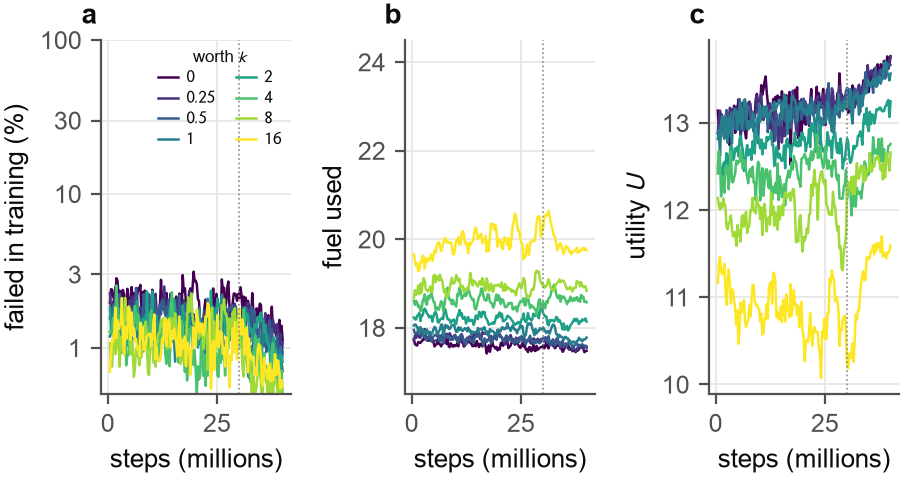 a
failed in training (%)
100
30
10
3
1
worth k
0
0.25
0.5
1
2
4
8
16
0
25
steps (millions)
b
fuel used
24
22
20
18
0
25
steps (millions)
c
utility U
13
12
11
10
0
25
steps (millions)